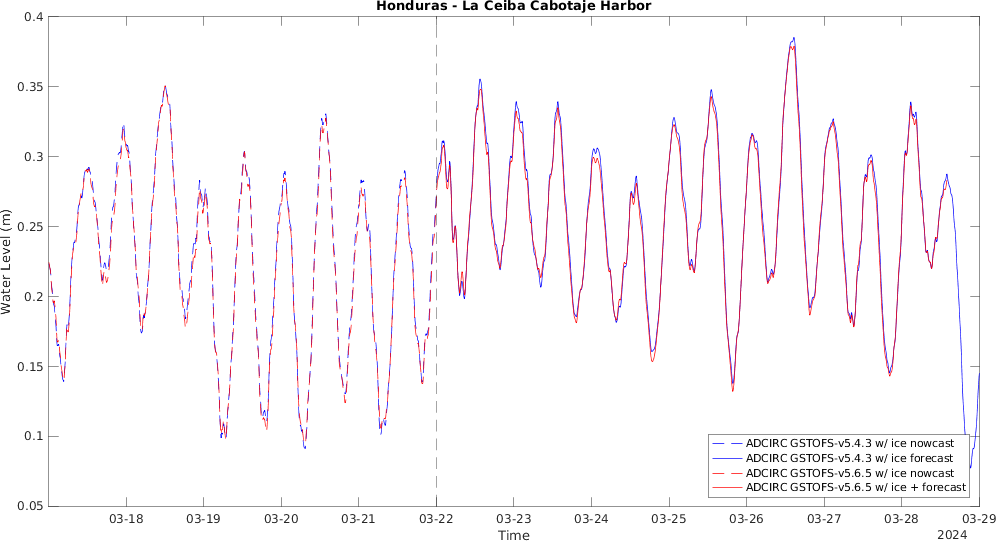 Honduras - La Ceiba Cabotaje Harbor
0.4
0.35
0.3
0.25
0.2
0.15
0.1
0.05
Water Level (m)
ADCIRC GSTOFS-v5.4.3 w/ ice nowcast
ADCIRC GSTOFS-v5.4.3 w/ ice forecast
ADCIRC GSTOFS-v5.6.5 w/ ice nowcast
ADCIRC GSTOFS-v5.6.5 w/ ice + forecast
03-18 03-19 03-20 03-21 03-22 03-23 03-24 03-25 03-26 03-27 03-28 03-29
Time
2024